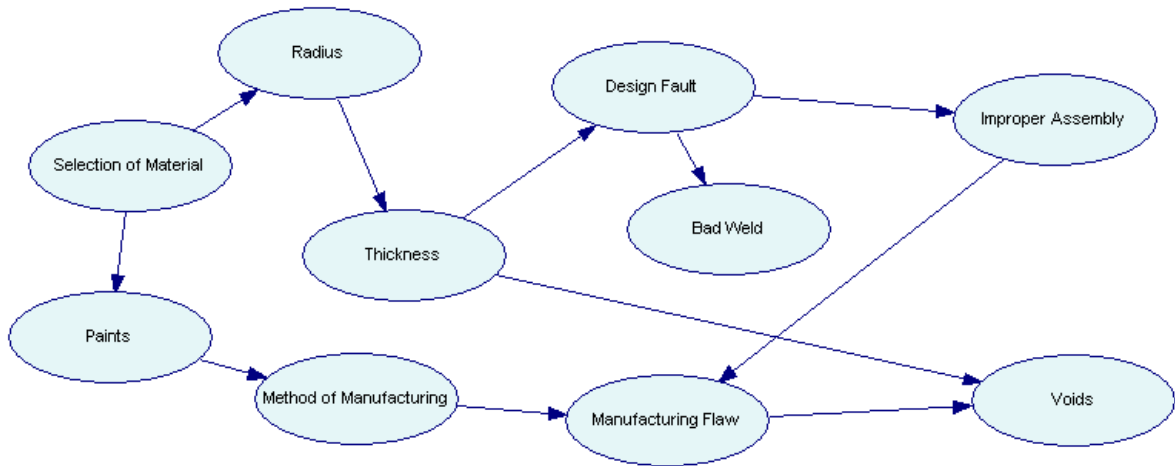 Radius
Design Fault
Improper Assembly
Selection of Material
Bad Weld
Thickness
Paints
Method of Manufacturing
Manufacturing Flaw
Voids